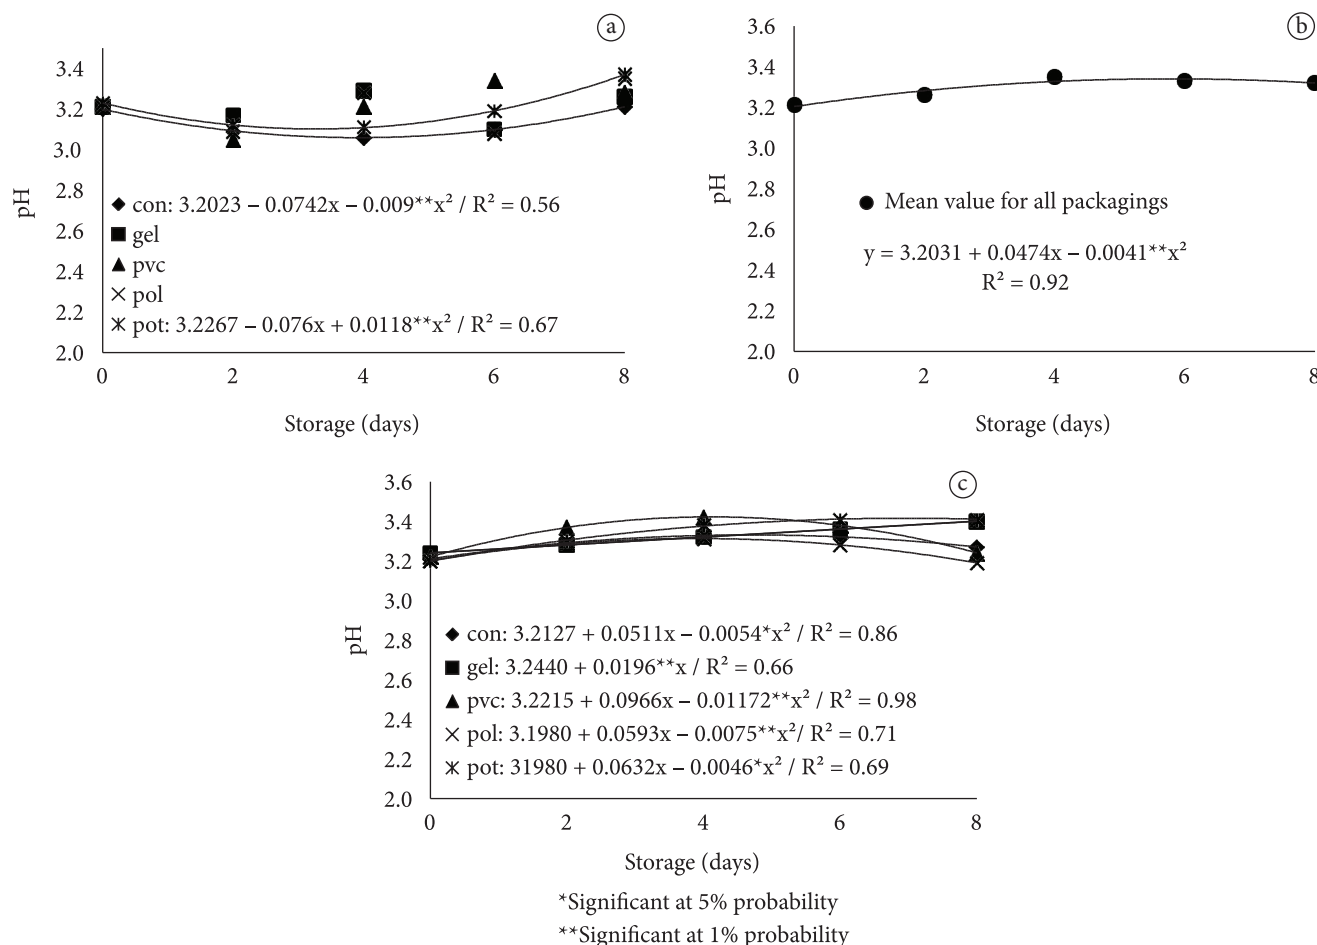 a
3.4
3.2
3.0
2.8
2.6
2.4
2.2
2.0
pH
con: 3.2023 – 0.0742x – 0.009**x² / R² = 0.56
gel
pvc
pol
pot: 3.2267 – 0.076x + 0.0118**x² / R² = 0.67
0 2 4 6 8
Storage (days)
b
3.6
3.4
3.2
3.0
2.8
2.6
2.4
2.2
2.0
pH
Mean value for all packagings
y = 3.2031 + 0.0474x – 0.0041**x²
R² = 0.92
0 2 4 6 8
Storage (days)
c
3.6
3.4
3.2
3.0
2.8
2.6
2.4
2.2
2.0
pH
con: 3.2127 + 0.0511x – 0.0054*x² / R² = 0.86
gel: 3.2440 + 0.0196**x / R² = 0.66
pvc: 3.2215 + 0.0966x – 0.01172**x² / R² = 0.98
pol: 3.1980 + 0.0593x – 0.0075**x²/ R² = 0.71
pot: 31980 + 0.0632x – 0.0046*x² / R² = 0.69
0 2 4 6 8
Storage (days)
*Significant at 5% probability
**Significant at 1% probability